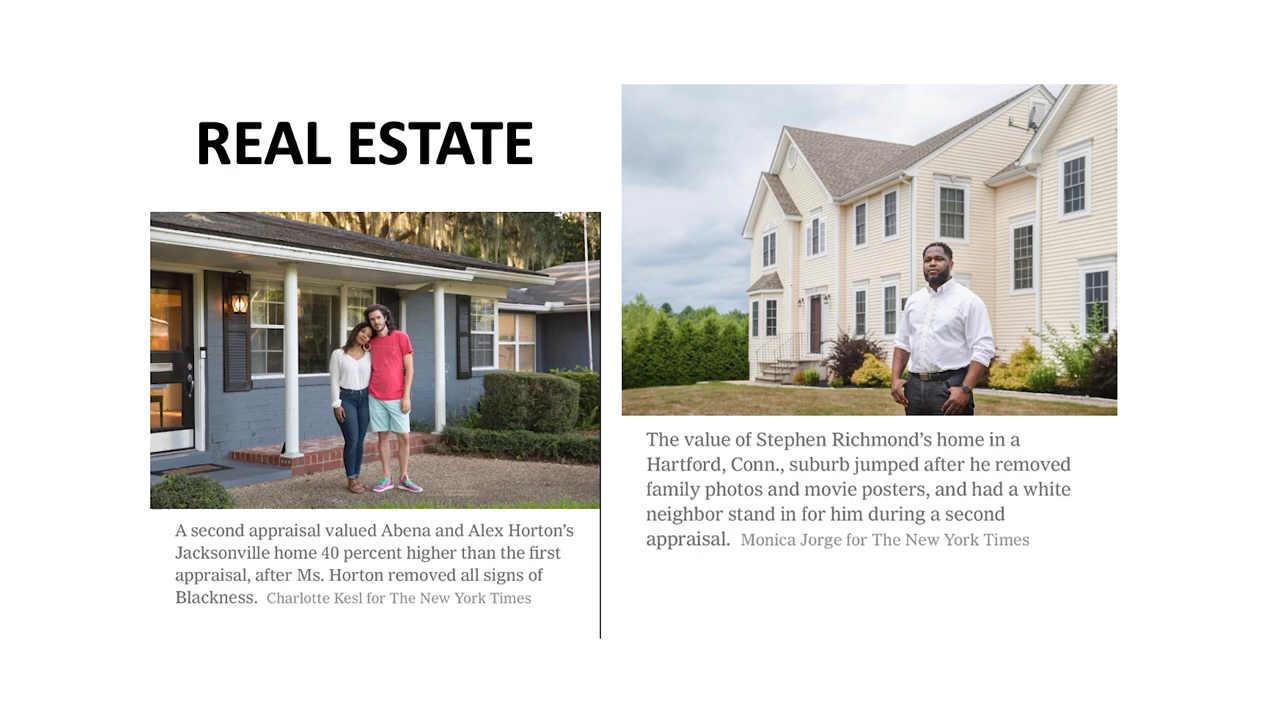 REAL ESTATE
A second appraisal valued Abena and Alex Horton’s
Jacksonville home 40 percent higher than the first
appraisal, after Ms. Horton removed all signs of
Blackness. Charlotte Kesl for The New York Times
The value of Stephen Richmond’s home in a
Hartford, Conn., suburb jumped after he removed
family photos and movie posters, and had a white
neighbor stand in for him during a second
appraisal. Monica Jorge for The New York Times